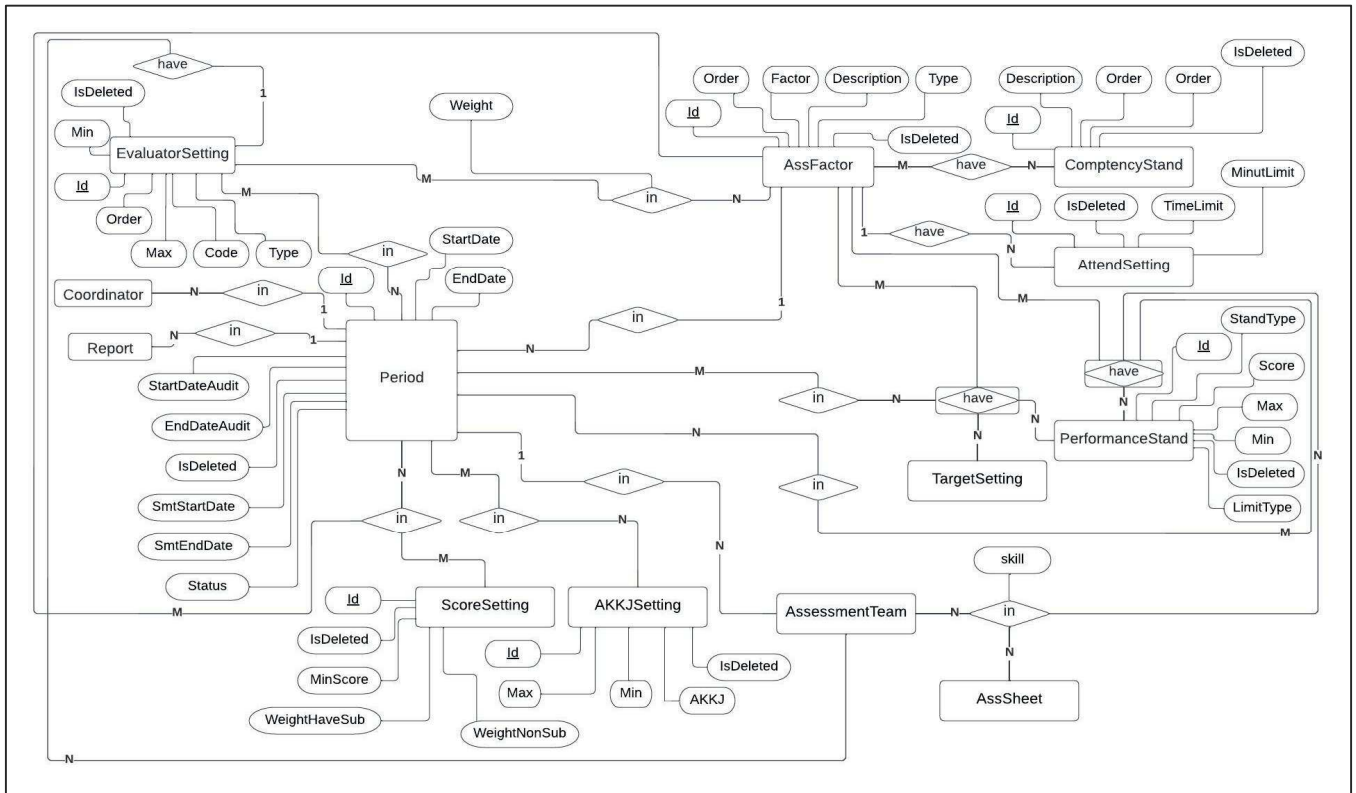 have
IsDeleted
1
Min
EvaluatorSetting
Id
M
Order
Max
Code
Type
Weight
M
in
N
Order
Factor
Description
Type
Id
IsDeleted
AssFactor
M
have
N
Description
Order
Order
IsDeleted
Id
ComptencyStand
MinutLimit
Id
IsDeleted
TimeLimit
1
have
N
AttendSetting
in
N
StartDate
Id
EndDate
Coordinator
N
in
1
Report
N
in
1
Period
StartDateAudit
EndDateAudit
IsDeleted
SmtStartDate
SmtEndDate
Status
N
in
1
M
in
N
have
N
N
M
M
have
N
StandType
Id
Score
Max
Min
IsDeleted
LimitType
PerformanceStand
TargetSetting
N
in
M
N
1
in
N
N
in
M
M
M
in
N
Id
ScoreSetting
IsDeleted
MinScore
WeightHaveSub
WeightNonSub
AKKJSetting
Id
Max
Min
AKKJ
IsDeleted
AssessmentTeam
N
skill
in
N
AssSheet
N